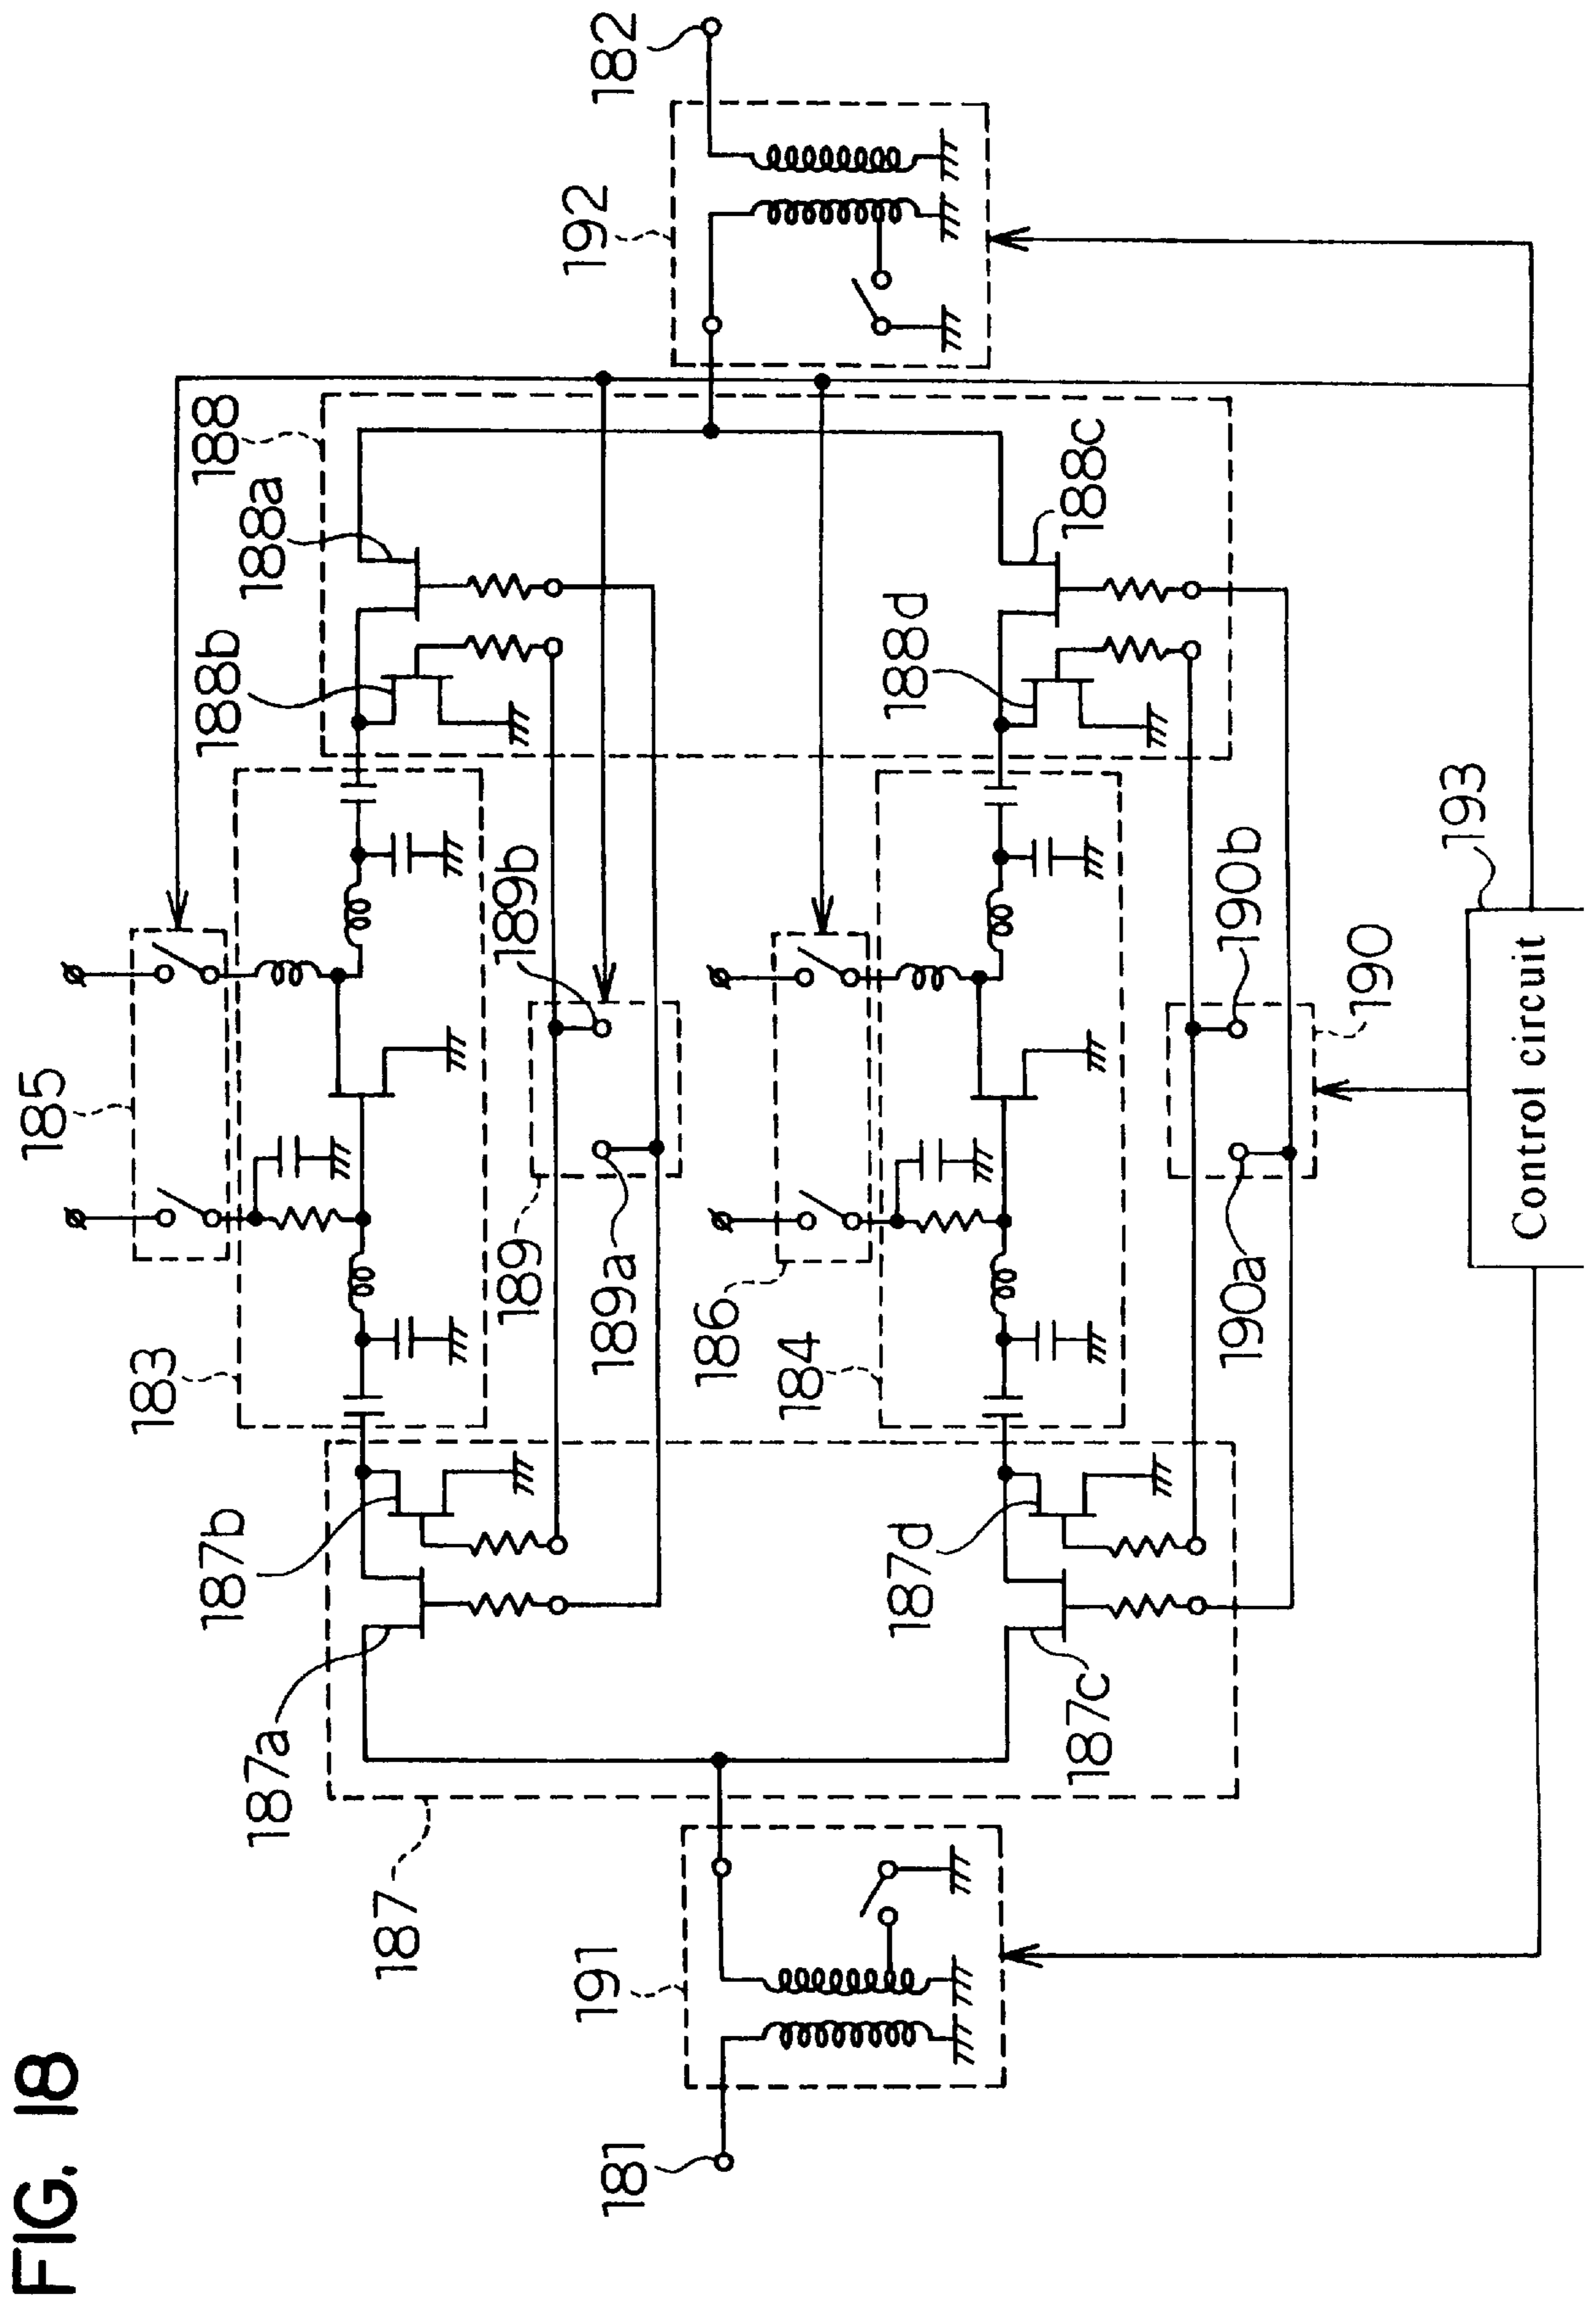 FIG. 18
181
191
187
187a
187b
187c
187d
183
185
189
189a
189b
186
184
190a
190b
190
193
Control circuit
188
188a
188b
188c
188d
192
182